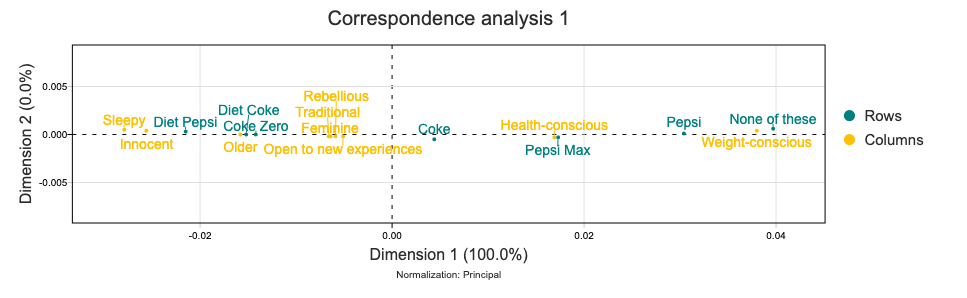 Correspondence analysis 1
Dimension 2 (0.0%)
0.005
0.000
-0.005
Rebellious
Diet Coke
Traditional
Sleepy
Diet Pepsi
Coke Zero
Feminine
Coke
Health-conscious
Pepsi
None of these
Innocent
Older
Open to new experiences
Pepsi Max
Weight-conscious
Rows
Columns
-0.02
0.00
0.02
0.04
Dimension 1 (100.0%)
Normalization: Principal